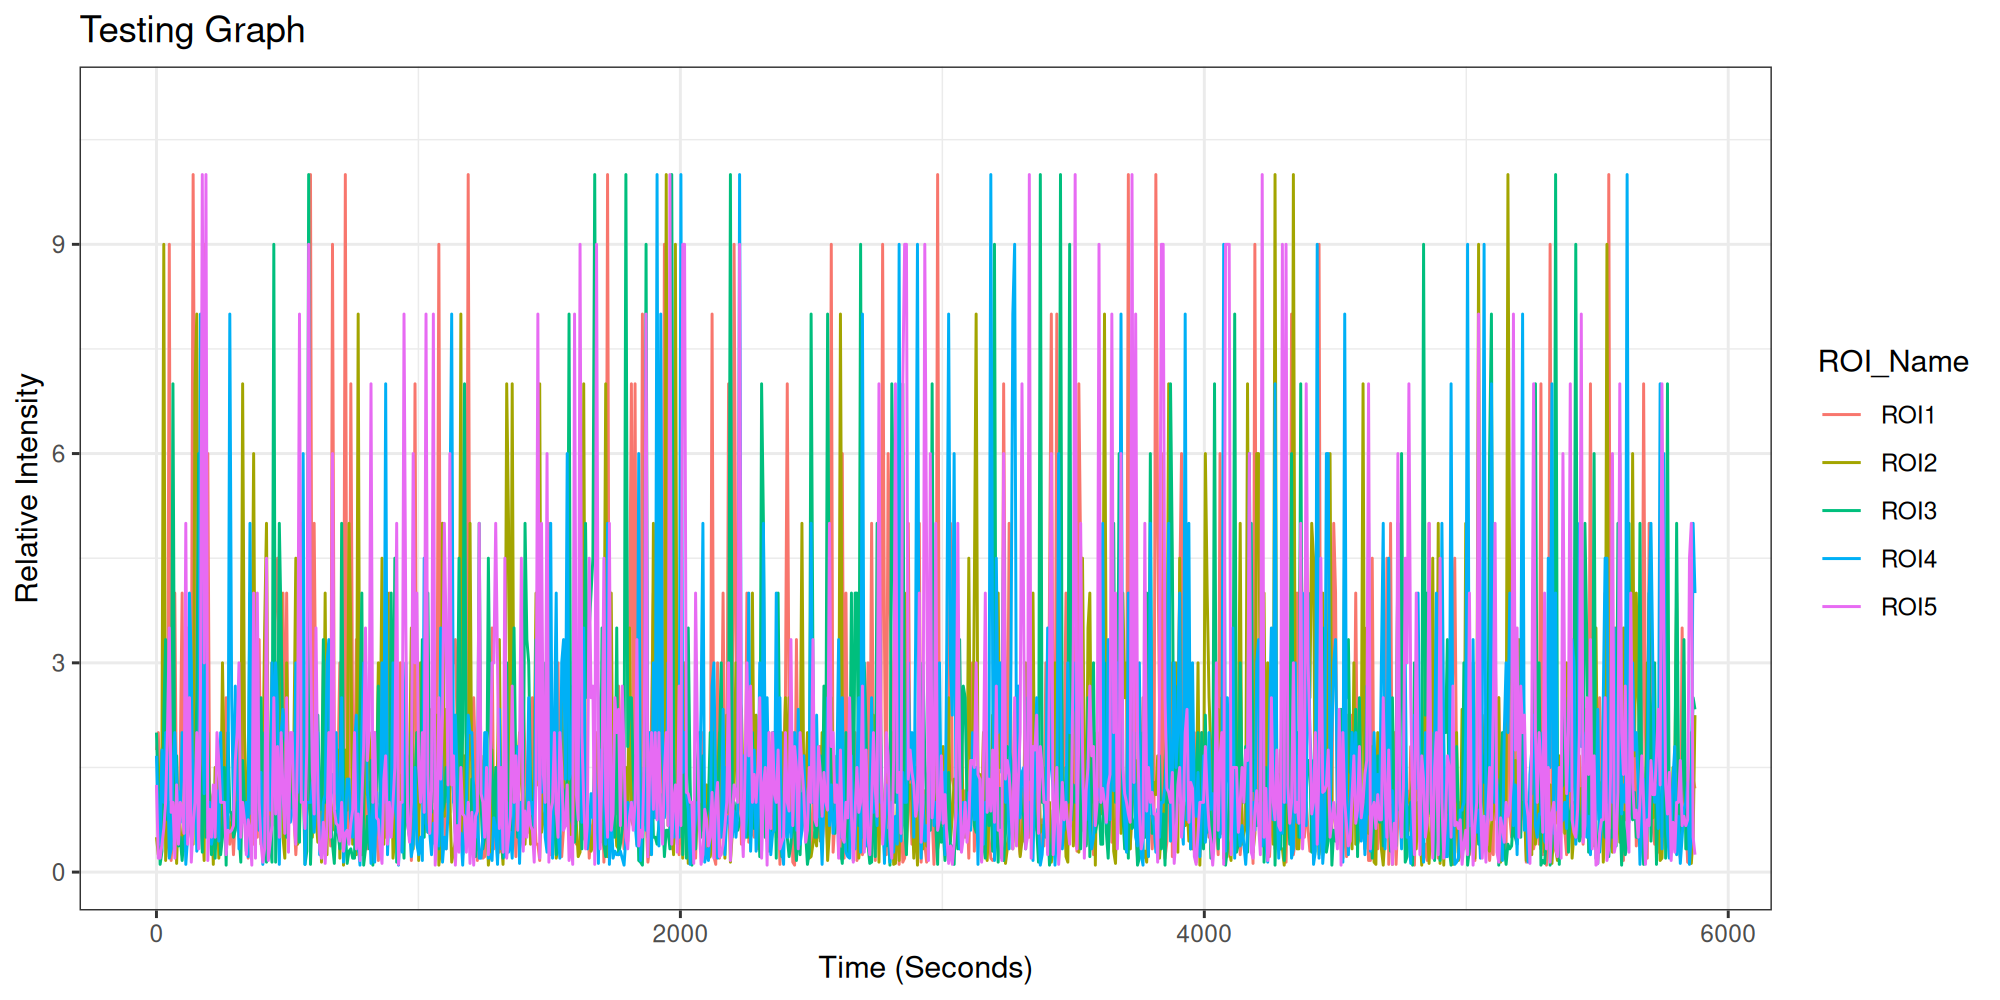 Testing Graph
Relative Intensity
9
6
3
0
0 2000 4000 6000
Time (Seconds)
ROI_Name
ROI1
ROI2
ROI3
ROI4
ROI5